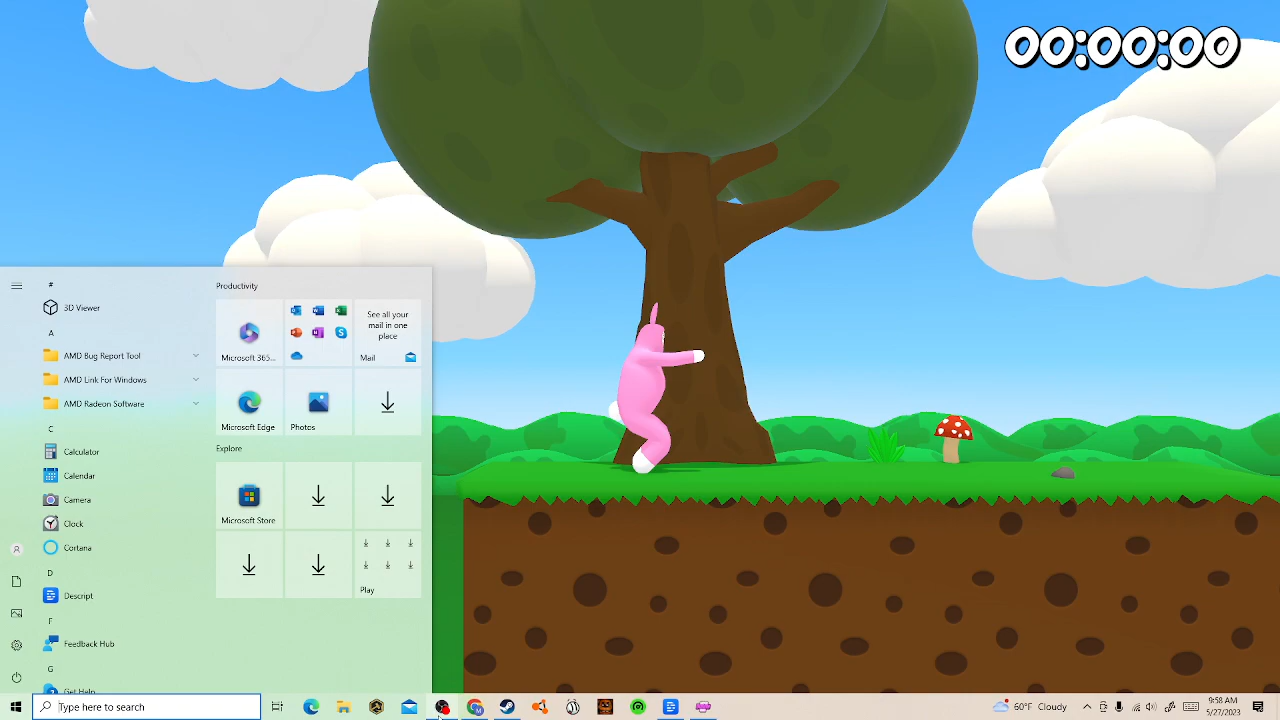 00:00:00
#
3D Viewer
A
AMD Bug Report Tool
AMD Link For Windows
AMD Radeon Software
C
Calculator
Calendar
Camera
Clock
Cortana
D
Descript
F
Feedback Hub
G
Get Help
Productivity
Microsoft 365...
See all your
mail in one
place
Mail
Microsoft Edge
Photos
Explore
Microsoft Store
Play
Type here to search
60°F Cloudy
9:58 AM
5/27/2023